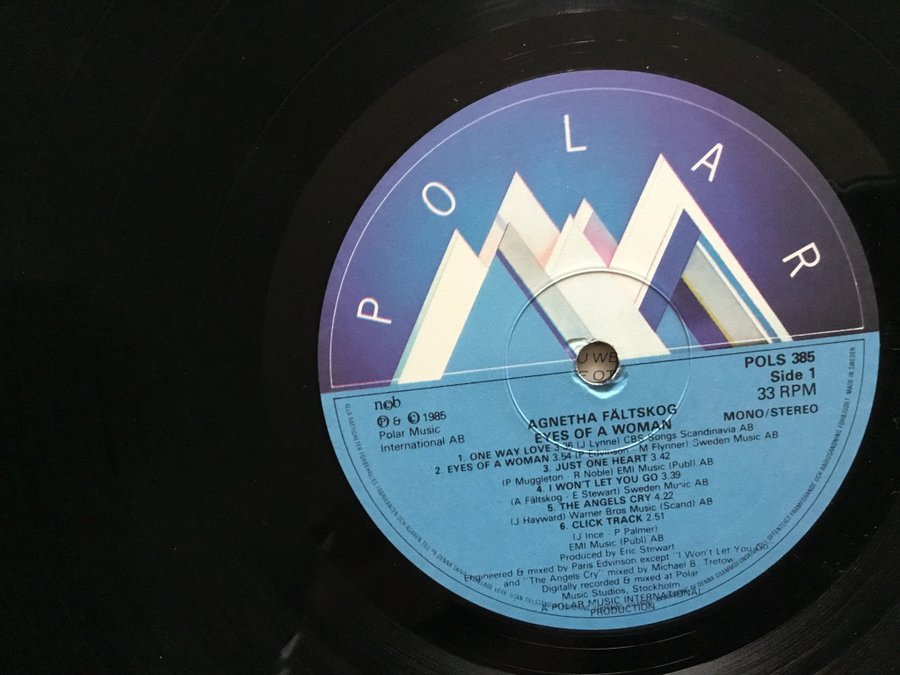 POLAR
POLS 385
Side 1
33 RPM
MONO/STEREO
n©b
℗ & © 1985
Polar Music
International AB
AGNETHA FÄLTSKOG
EYES OF A WOMAN
1. ONE WAY LOVE 3.36 (J Lynne) CBS Songs Scandinavia AB
2. EYES OF A WOMAN 3.54 (P Edvinson · M Flynner) Sweden Music AB
3. JUST ONE HEART 3.42
(P Muggleton · R Noble) EMI Music (Publ) AB
4. I WON'T LET YOU GO 3.39
(A Fältskog · E Stewart) Sweden Music AB
5. THE ANGELS CRY 4.22
(J Hayward) Warner Bros Music (Scand) AB
6. CLICK TRACK 2.51
(J Ince · P Palmer)
EMI Music (Publ) AB
Produced by Eric Stewart
Engineered & mixed by Paris Edvinson except "I Won't Let You Go"
and "The Angels Cry" mixed by Michael B. Tretow
Digitally recorded & mixed at Polar
Music Studios, Stockholm
A POLAR MUSIC INTERNATIONAL
PRODUCTION
MADE IN SWEDEN
U WE